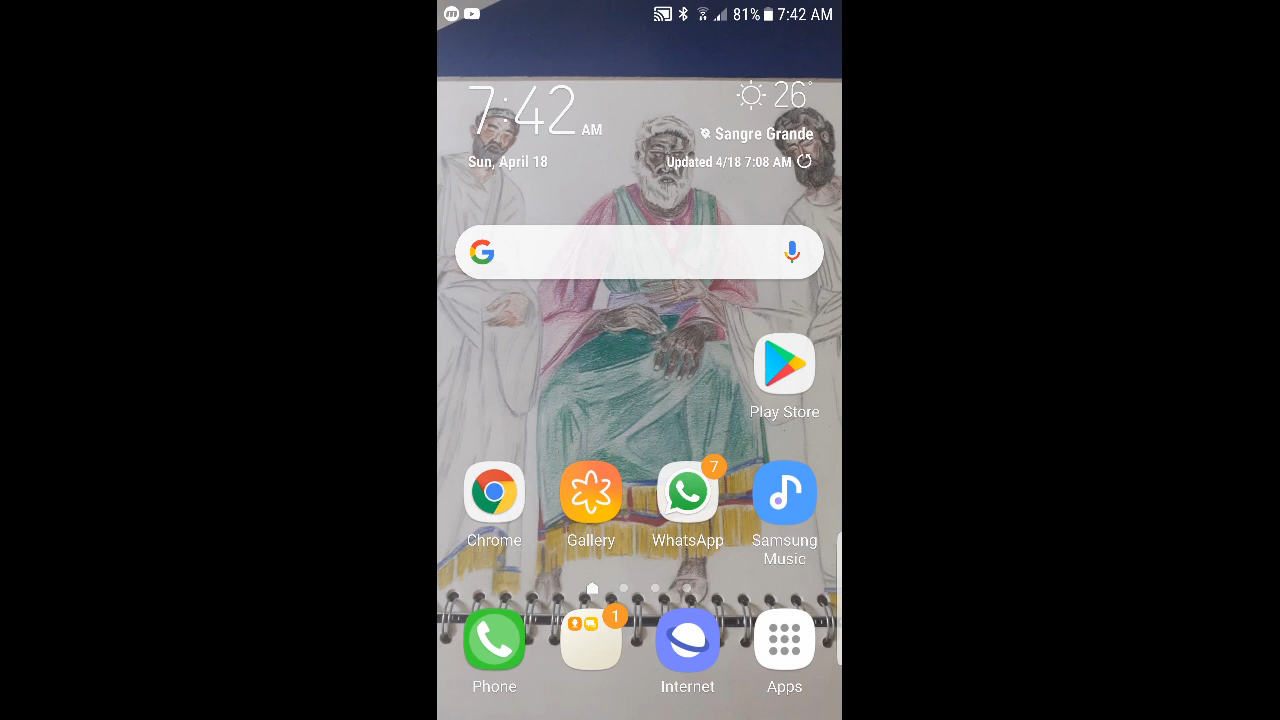 81% 7:42 AM
7:42 AM
26°
Sangre Grande
Sun, April 18
Updated 4/18 7:08 AM
Play Store
7
Chrome
Gallery
WhatsApp
Samsung
Music
1
Phone
Internet
Apps